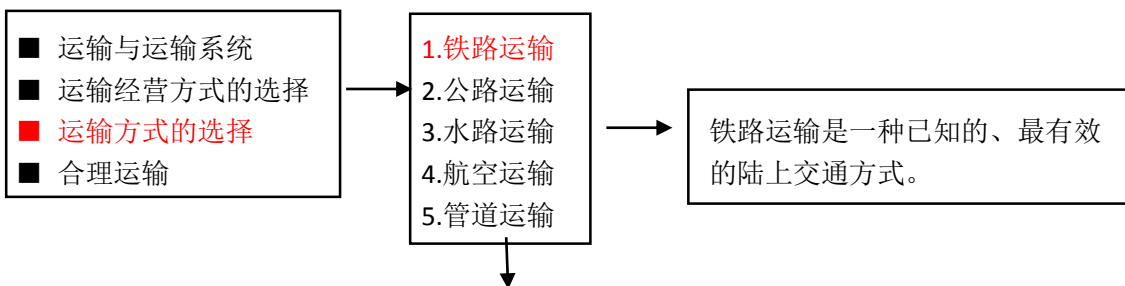 ■ 运输与运输系统
■ 运输经营方式的选择
■ 运输方式的选择
■ 合理运输
1.铁路运输
2.公路运输
3.水路运输
4.航空运输
5.管道运输
铁路运输是一种已知的、最有效
的陆上交通方式。